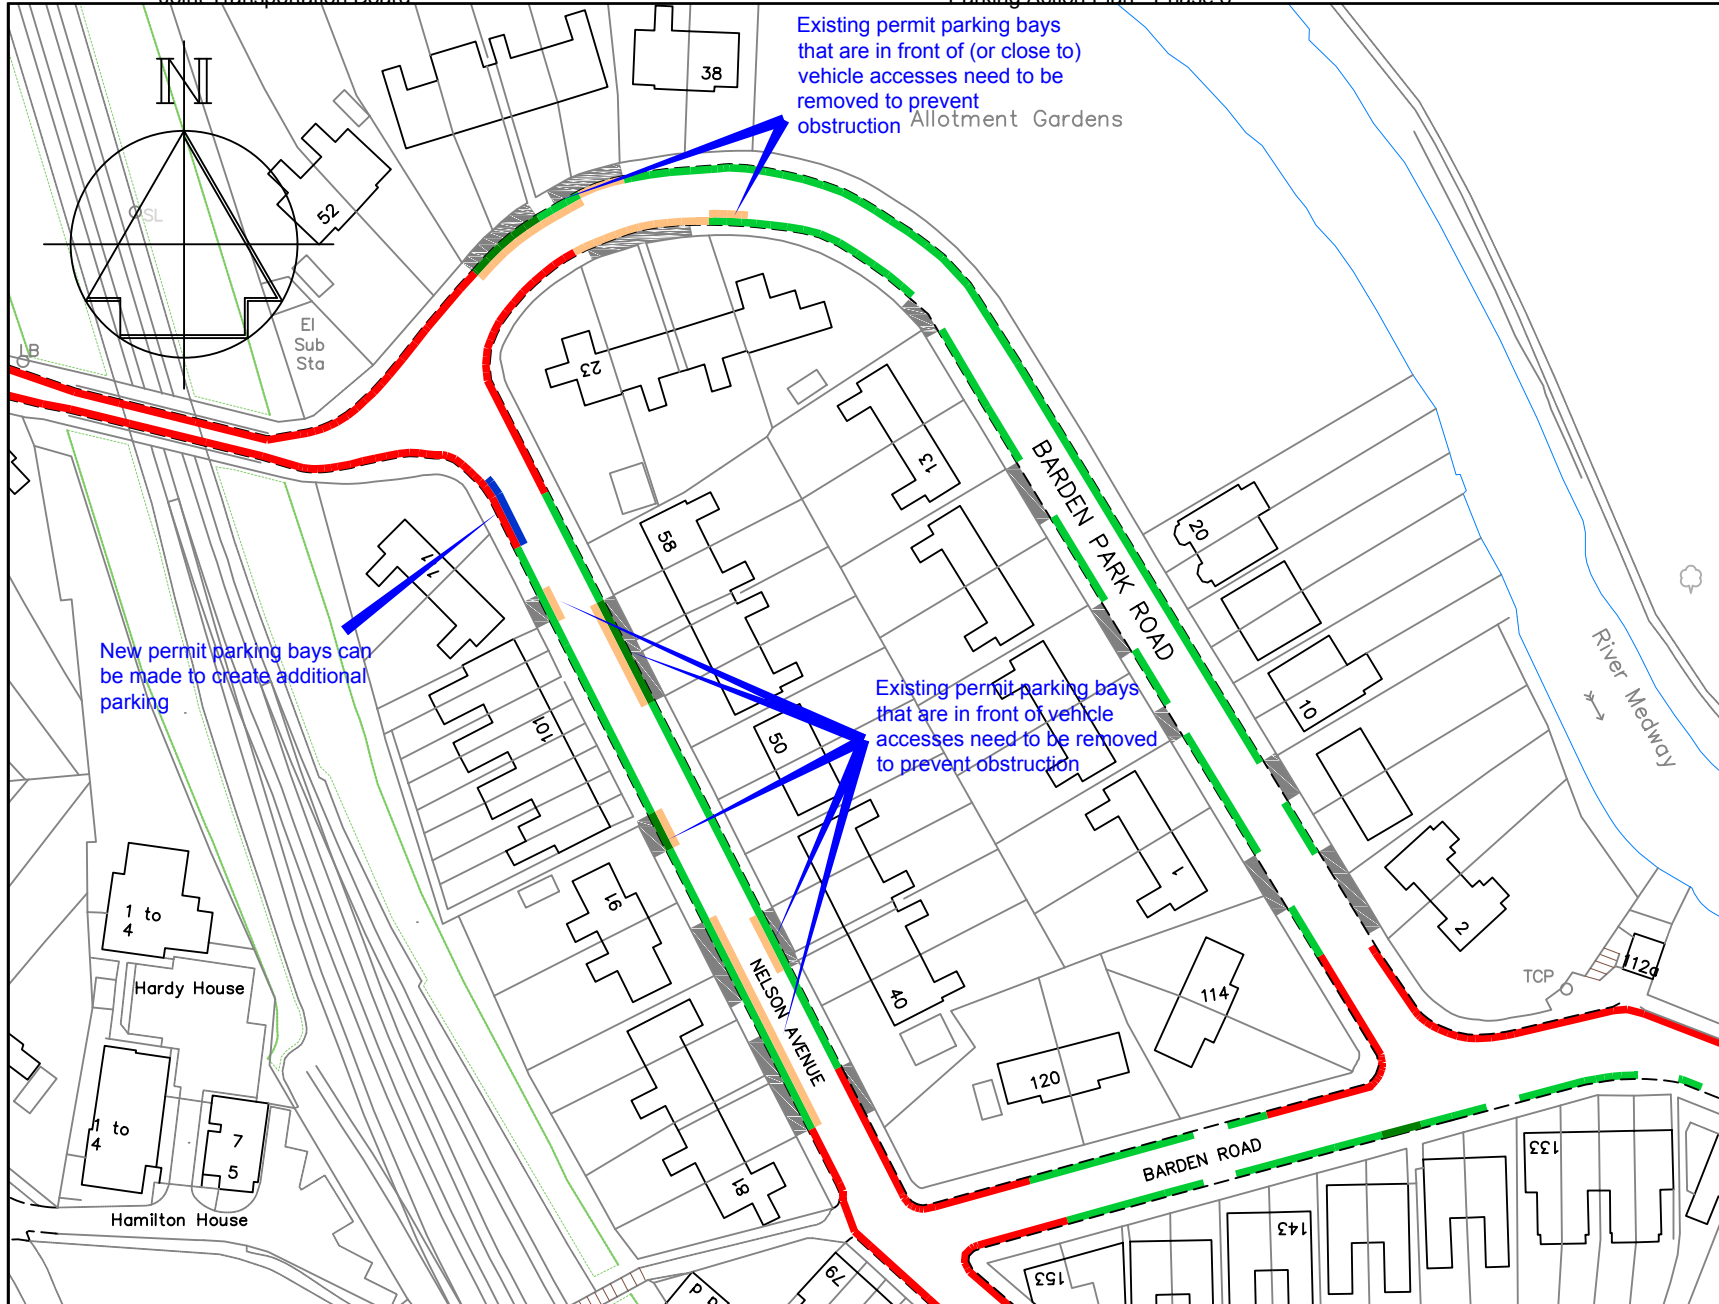 Existing permit parking bays
that are in front of (or close to)
vehicle accesses need to be
removed to prevent
obstruction
Allotment Gardens
N
38
52
SL
El
Sub
Sta
LB
23
13
BARDEN PARK ROAD
20
58
11
New permit parking bays can
be made to create additional
parking
101
50
Existing permit parking bays
that are in front of vehicle
accesses need to be removed
to prevent obstruction
10
River Medway
1
91
1 to
4
Hardy House
NELSON AVENUE
40
114
2
112a
TCP
120
1 to
4
7
5
81
BARDEN ROAD
133
Hamilton House
143
153
79